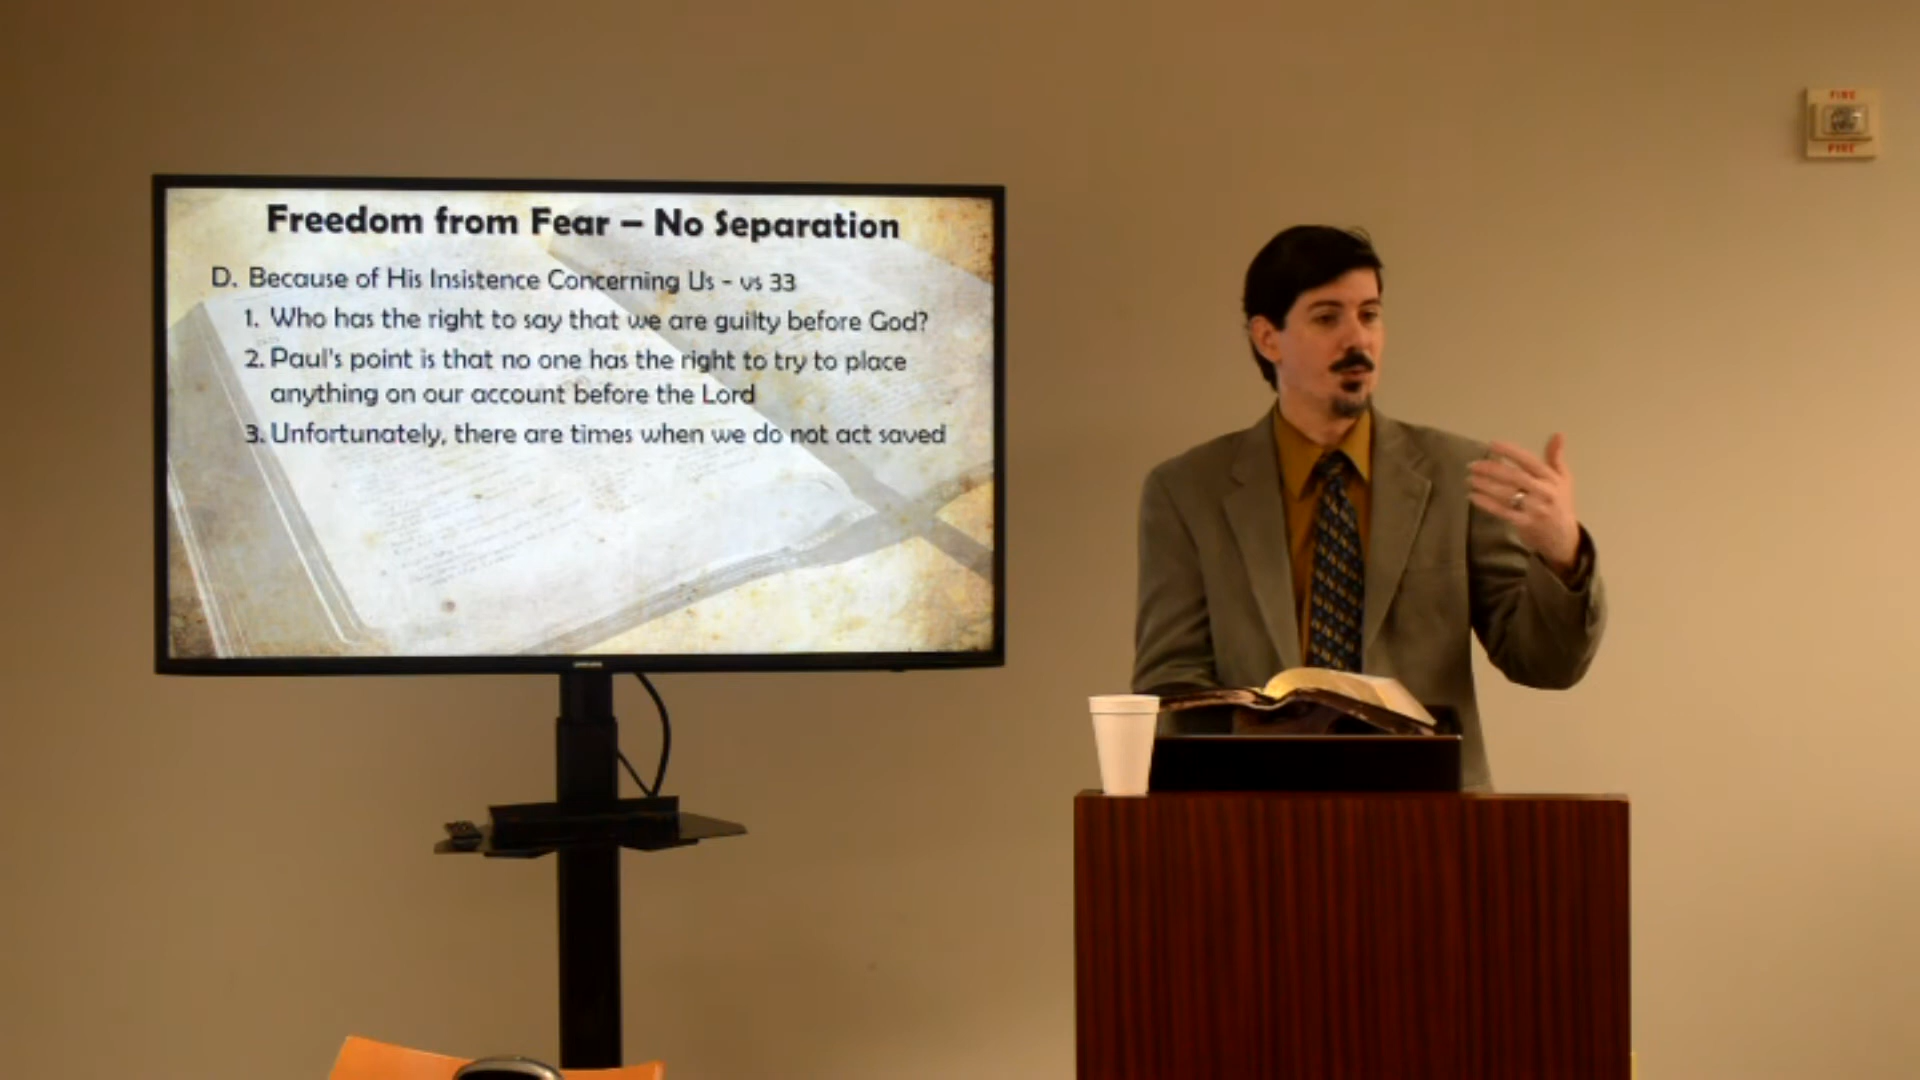 Freedom from Fear – No Separation
D. Because of His Insistence Concerning Us - vs 33
1. Who has the right to say that we are guilty before God?
2. Paul's point is that no one has the right to try to place
anything on our account before the Lord
3. Unfortunately, there are times when we do not act saved
FIRE
FIRE